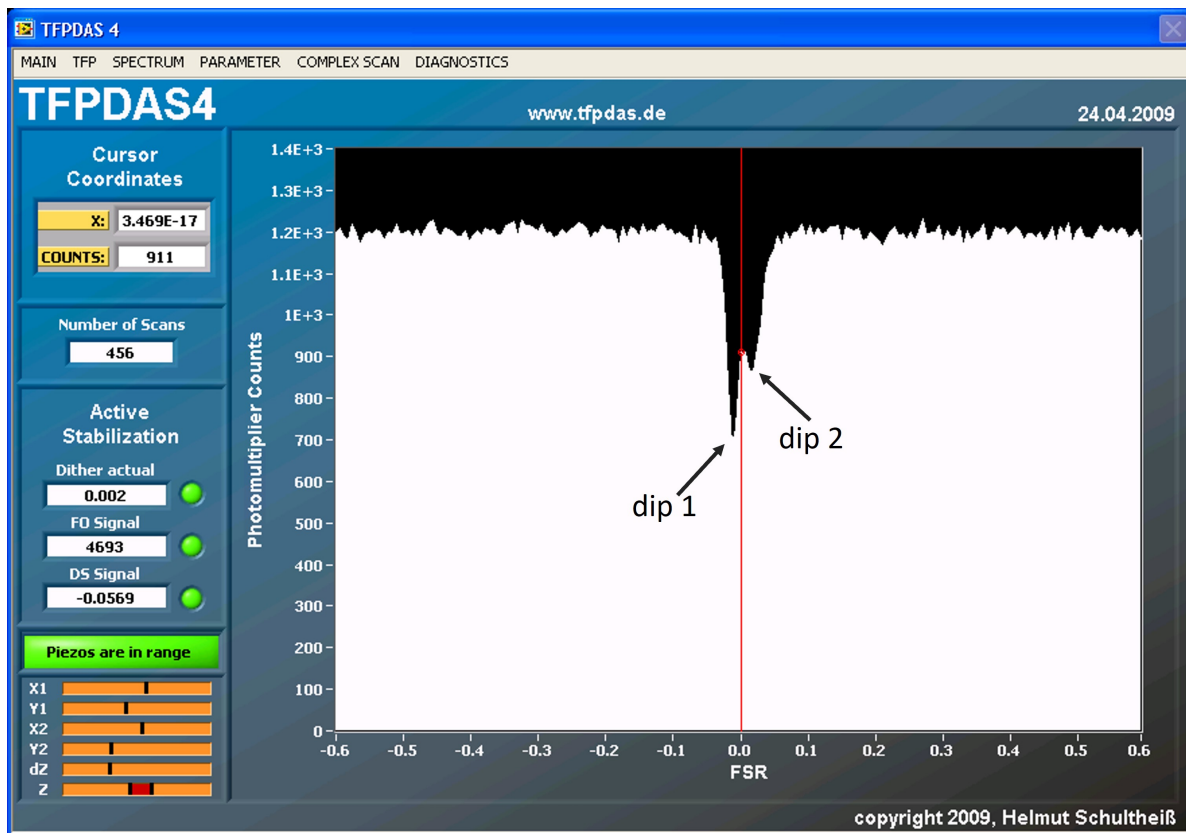 TFPDAS 4
MAIN TFP SPECTRUM PARAMETER COMPLEX SCAN DIAGNOSTICS
TFPDAS4
www.tfpdas.de
24.04.2009
Cursor
Coordinates
X: 3.469E-17
COUNTS: 911
Number of Scans
456
Active
Stabilization
Dither actual
0.002
FO Signal
4693
DS Signal
-0.0569
Piezos are in range
X1
Y1
X2
Y2
dZ
Z
Photomultiplier Counts
1.4E+3
1.3E+3
1.2E+3
1.1E+3
1E+3
900
800
700
600
500
400
300
200
100
0
dip 1
dip 2
-0.6 -0.5 -0.4 -0.3 -0.2 -0.1 0.0 0.1 0.2 0.3 0.4 0.5 0.6
FSR
copyright 2009, Helmut Schultheiß